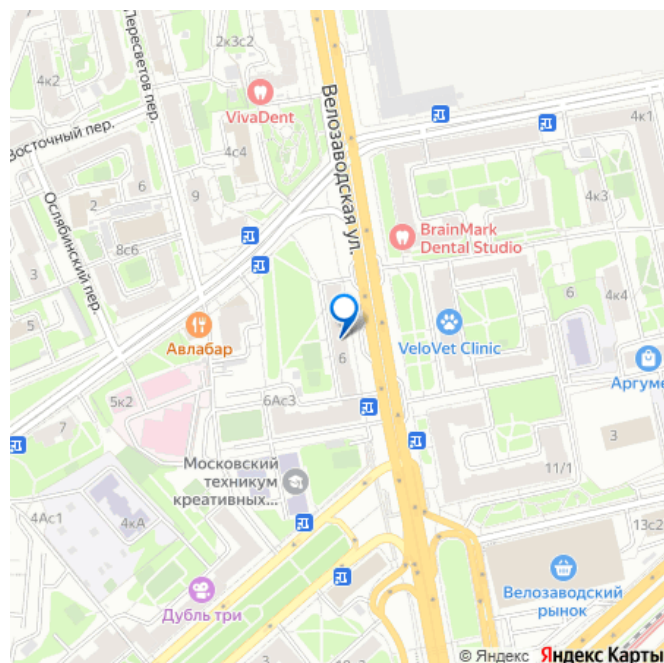 Пересветов пер.
2к3с2
4к2
VivaDent
Велозаводская ул.
4к1
Восточный пер.
4с4
6
9
2
4к3
Ослябинский пер.
8с6
3
BrainMark
Dental Studio
6
4к4
5
Авлабар
VeloVet Clinic
6
Аргуме
5к2
6Ас3
7
3
Московский
техникум
креативных...
11/1
4Ас1
4кА
13с2
Дубль три
Велозаводский
рынок
© Яндекс Яндекс Карты